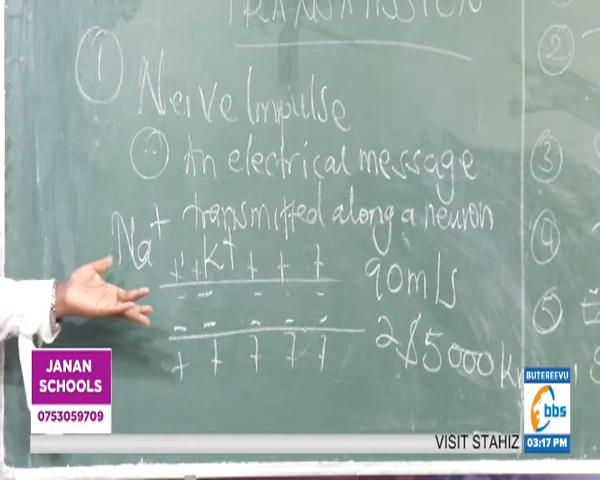 TRANSMISSION
1 Nerve Impulse
An electrical message
transmitted along a neuron
Na+
+ + K+ + + +
- - - - -
- - - - -
+ + + + +
90m/s
2
3
4
5
JANAN
SCHOOLS
0753059709
VISIT STAHIZ
BUTEREEVU
bbs
03:17 PM